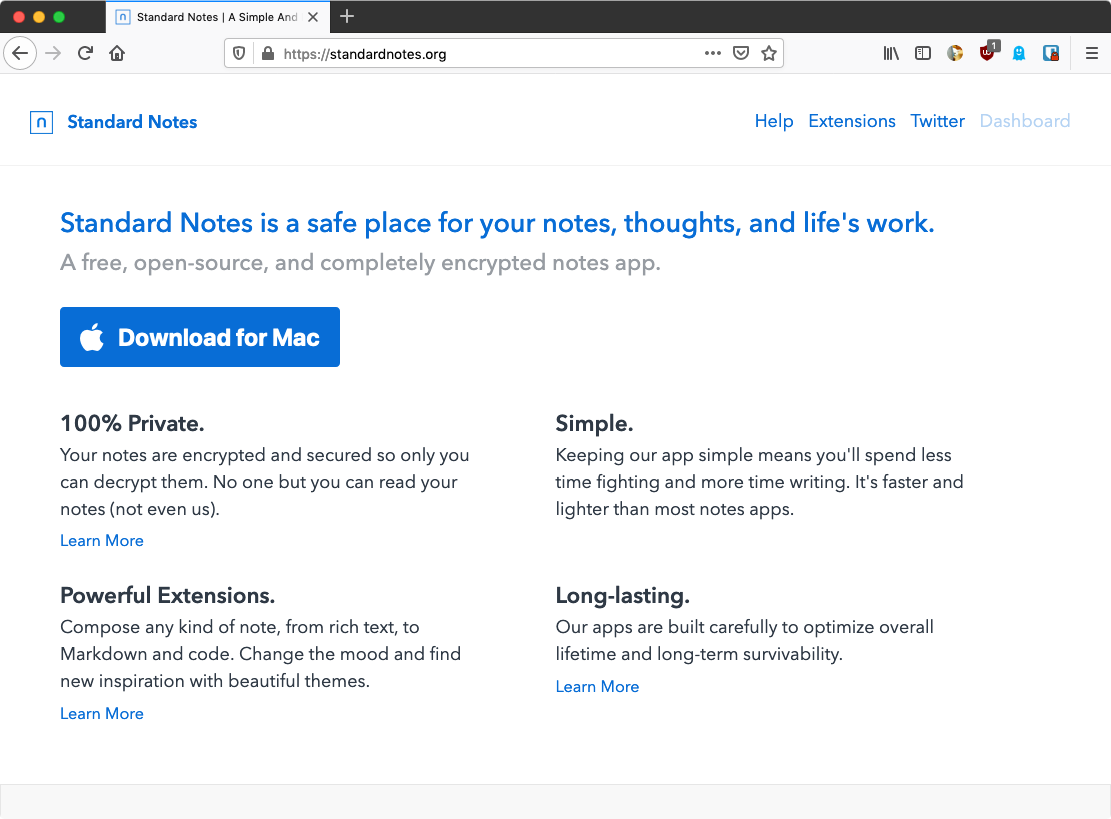 Standard Notes | A Simple And
https://standardnotes.org
1
n Standard Notes
Help Extensions Twitter Dashboard
Standard Notes is a safe place for your notes, thoughts, and life's work.
A free, open-source, and completely encrypted notes app.
Download for Mac
100% Private.
Your notes are encrypted and secured so only you
can decrypt them. No one but you can read your
notes (not even us).
Learn More
Simple.
Keeping our app simple means you'll spend less
time fighting and more time writing. It's faster and
lighter than most notes apps.
Powerful Extensions.
Compose any kind of note, from rich text, to
Markdown and code. Change the mood and find
new inspiration with beautiful themes.
Learn More
Long-lasting.
Our apps are built carefully to optimize overall
lifetime and long-term survivability.
Learn More